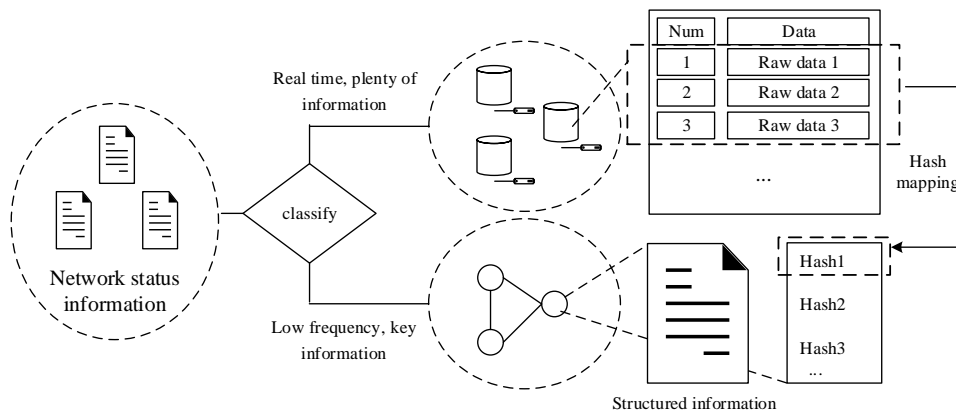 Network status
information
classify
Real time, plenty of
information
Low frequency, key
information
Num Data
1 Raw data 1
2 Raw data 2
3 Raw data 3
...
Hash
mapping
Hash1
Hash2
Hash3
...
Structured information